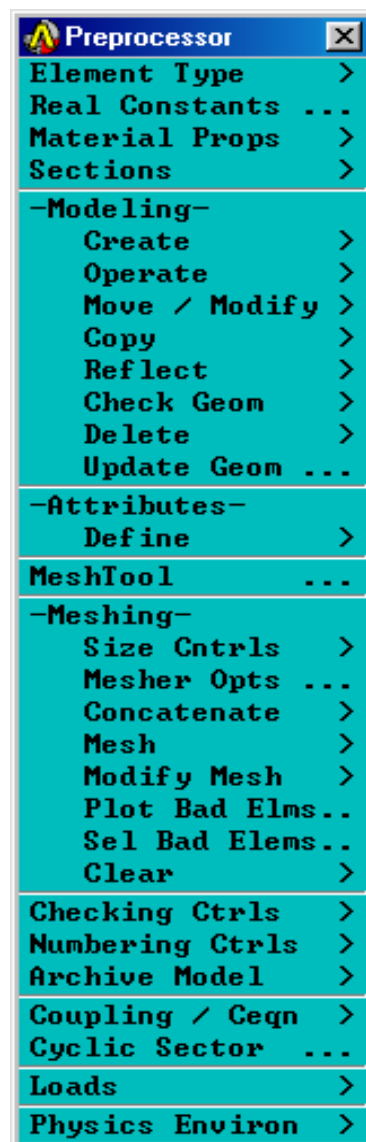 Preprocessor
Element Type >
Real Constants ...
Material Props >
Sections >
-Modeling-
Create >
Operate >
Move / Modify >
Copy >
Reflect >
Check Geom >
Delete >
Update Geom ...
-Attributes-
Define >
MeshTool ...
-Meshing-
Size Cntrls >
Mesher Opts ...
Concatenate >
Mesh >
Modify Mesh >
Plot Bad Elms..
Sel Bad Elems..
Clear >
Checking Ctrls >
Numbering Ctrls >
Archive Model >
Coupling / Ceqn >
Cyclic Sector ...
Loads >
Physics Environ >